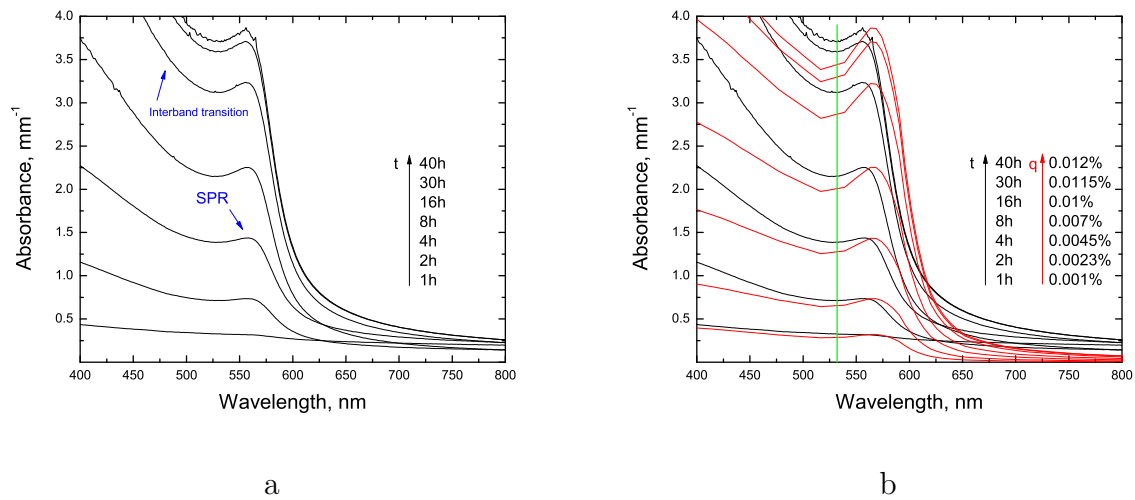 4.0
3.5
3.0
2.5
2.0
1.5
1.0
0.5
Absorbance, mm-1
Interband transition
SPR
t
40h
30h
16h
8h
4h
2h
1h
400 450 500 550 600 650 700 750 800
Wavelength, nm
a
4.0
3.5
3.0
2.5
2.0
1.5
1.0
0.5
Absorbance, mm-1
t 40h q 0.012%
30h 0.0115%
16h 0.01%
8h 0.007%
4h 0.0045%
2h 0.0023%
1h 0.001%
400 450 500 550 600 650 700 750 800
Wavelength, nm
b